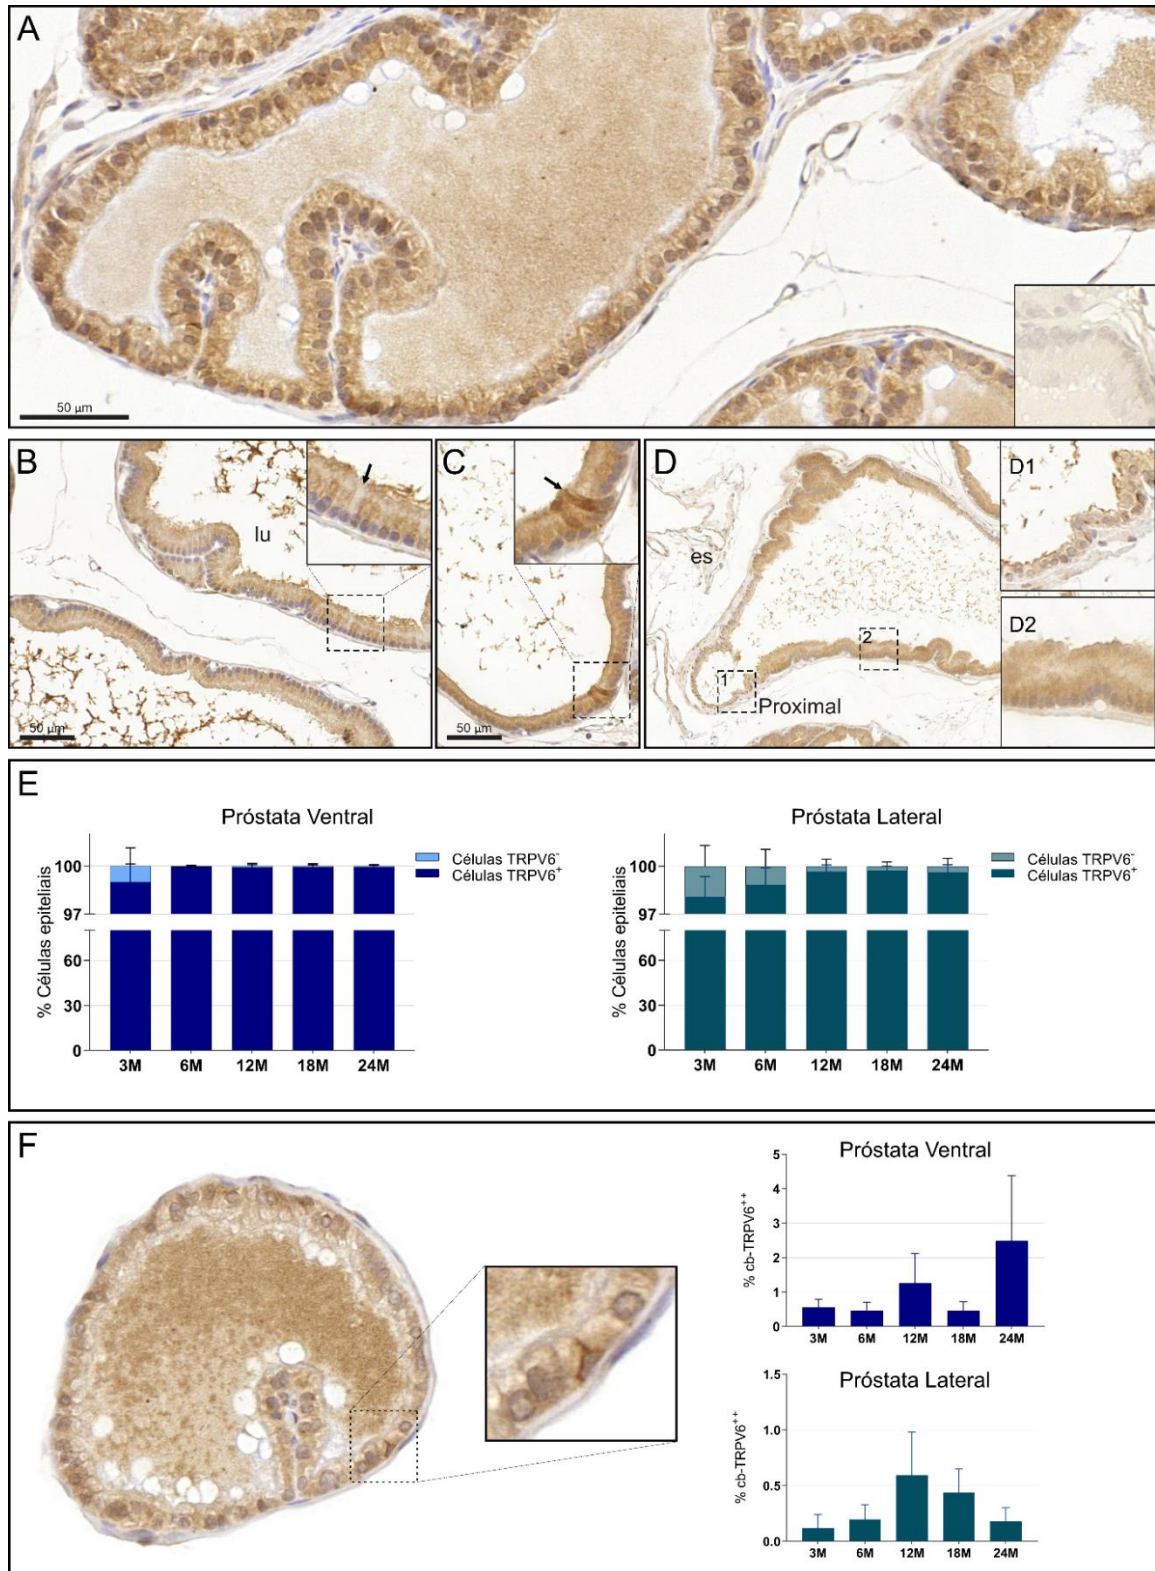 A
50 µm
B
lu
50 µm
C
50 µm
D
es
1
2
Proximal
D1
D2
E
Próstata Ventral
% Células epiteliais
100
97
60
30
0
3M 6M 12M 18M 24M
Células TRPV6⁻
Células TRPV6⁺
Próstata Lateral
% Células epiteliais
100
97
60
30
0
3M 6M 12M 18M 24M
Células TRPV6⁻
Células TRPV6⁺
F
Próstata Ventral
% cb-TRPV6⁺⁺
5
4
3
2
1
0
3M 6M 12M 18M 24M
Próstata Lateral
% cb-TRPV6⁺⁺
1.5
1.0
0.5
0.0
3M 6M 12M 18M 24M